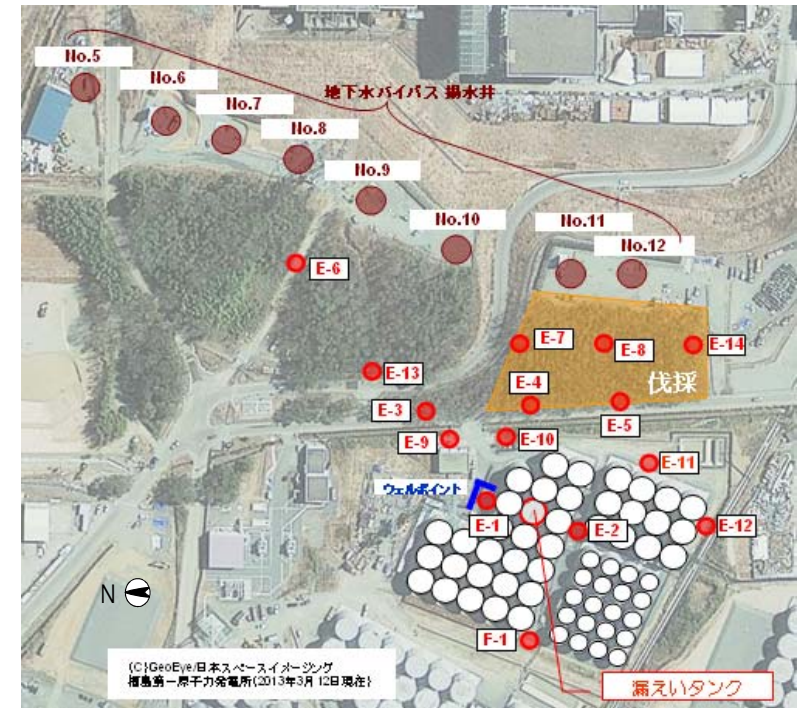 No.5
No.6
No.7
No.8
地下水バイパス 揚水井
No.9
No.10
No.11
No.12
E-6
E-7
E-8
E-14
E-13
伐採
E-4
E-3
E-5
E-9
E-10
E-11
ウェルポイント
E-1
E-2
E-12
N
F-1
(C)GeoEye/日本スペースイメージング
福島第一原子力発電所(2013年3月12日現在)
漏えいタンク